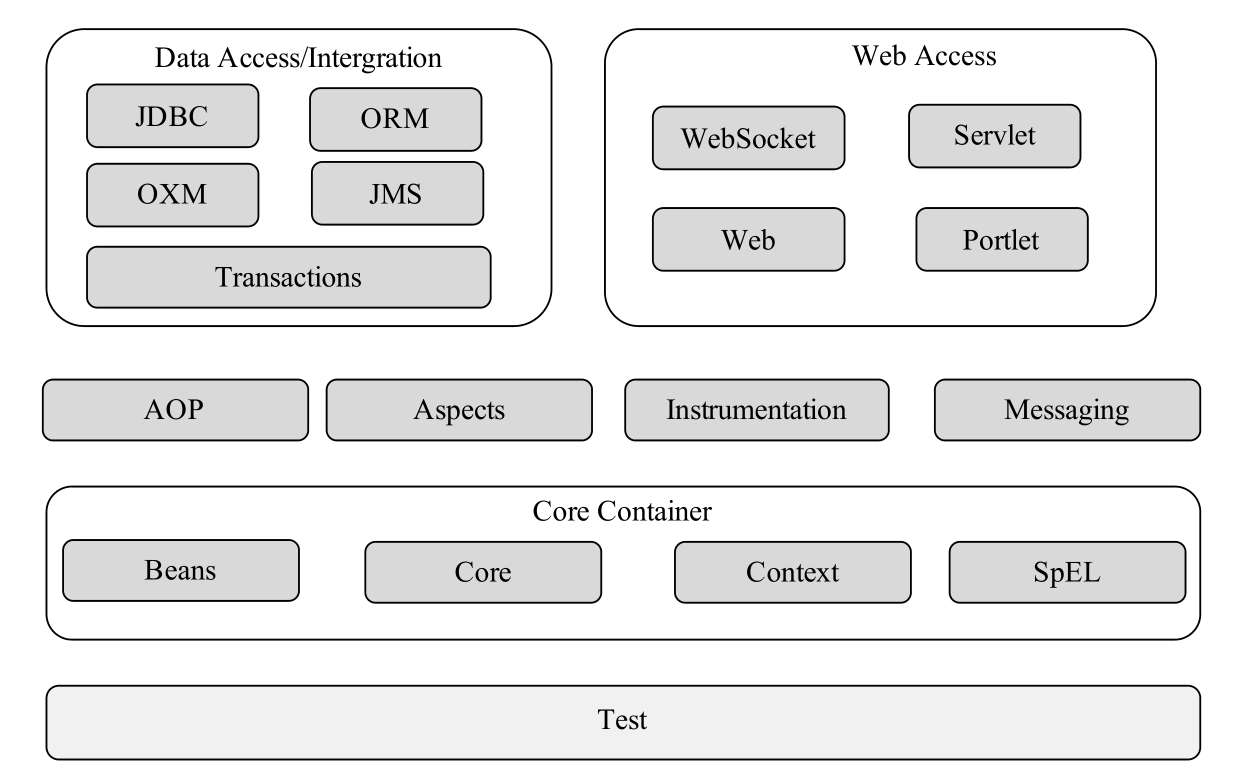 Data Access/Intergration
JDBC
ORM
OXM
JMS
Transactions
Web Access
WebSocket
Servlet
Web
Portlet
AOP
Aspects
Instrumentation
Messaging
Core Container
Beans
Core
Context
SpEL
Test